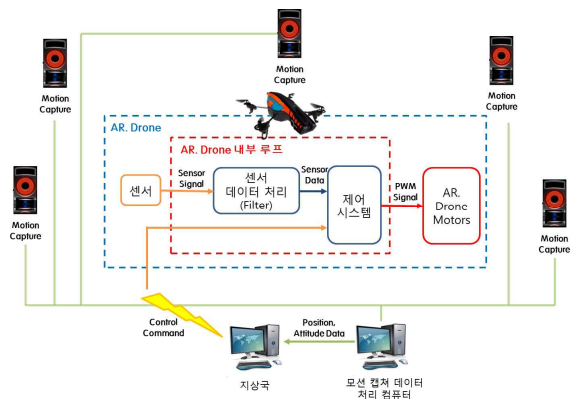 Motion
Capture
Motion
Capture
Motion
Capture
AR. Drone
AR. Drone 내부 루프
Motion
Capture
센서
Sensor
Signal
센서
데이터 처리
(Filter)
Sensor
Data
제어
시스템
PWM
Signal
AR.
Drone
Motors
Motion
Capture
Control
Command
지상국
Position,
Attitude Data
모션 캡쳐 데이터
처리 컴퓨터